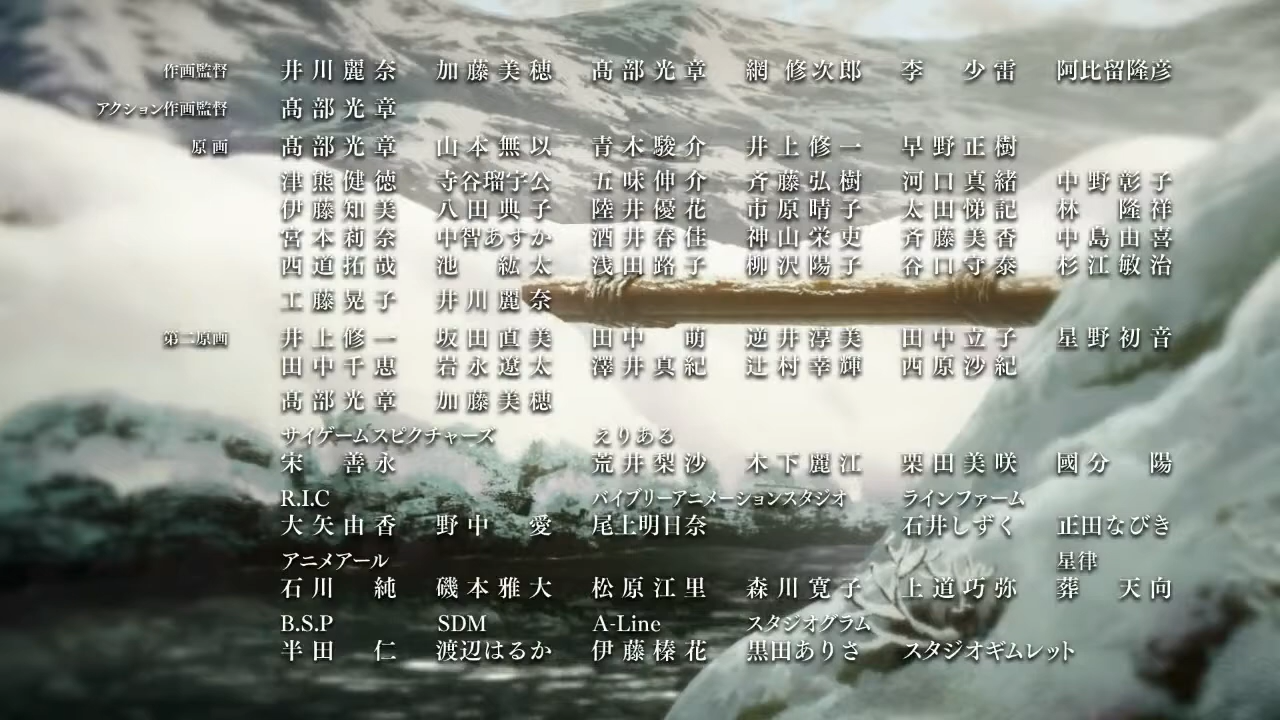 作画監督 井川麗奈 加藤美穂 髙部光章 網 修次郎 李 少雷 阿比留隆彦
アクション作画監督 髙部光章
原画 髙部光章 山本無以 青木駿介 井上修一 早野正樹
津熊健徳 寺谷瑠宇公 五味伸介 斉藤弘樹 河口真緒 中野彰子
伊藤知美 八田典子 陸井優花 市原晴子 太田悌記 林 隆祥
宮本莉奈 中智あすか 酒井春佳 神山栄吏 斉藤美香 中島由喜
西道拓哉 池 紘太 浅田路子 柳沢陽子 谷口守泰 杉江敏治
工藤晃子 井川麗奈
第二原画 井上修一 坂田直美 田中 萌 逆井淳美 田中立子 星野初音
田中千恵 岩永遼太 澤井真紀 辻村幸輝 西原沙紀
髙部光章 加藤美穂
サイゲームスピクチャーズ えりある
宋 善永 荒井梨沙 木下麗江 栗田美咲 國分 陽
R.I.C バイブリーアニメーションスタジオ ラインファーム
大矢由香 野中 愛 尾上明日奈 石井しずく 正田なびき
アニメアール 星律
石川 純 磯本雅大 松原江里 森川寛子 上道巧弥 葬 天向
B.S.P SDM A-Line スタジオグラム
半田 仁 渡辺はるか 伊藤榛花 黒田ありさ スタジオギムレット